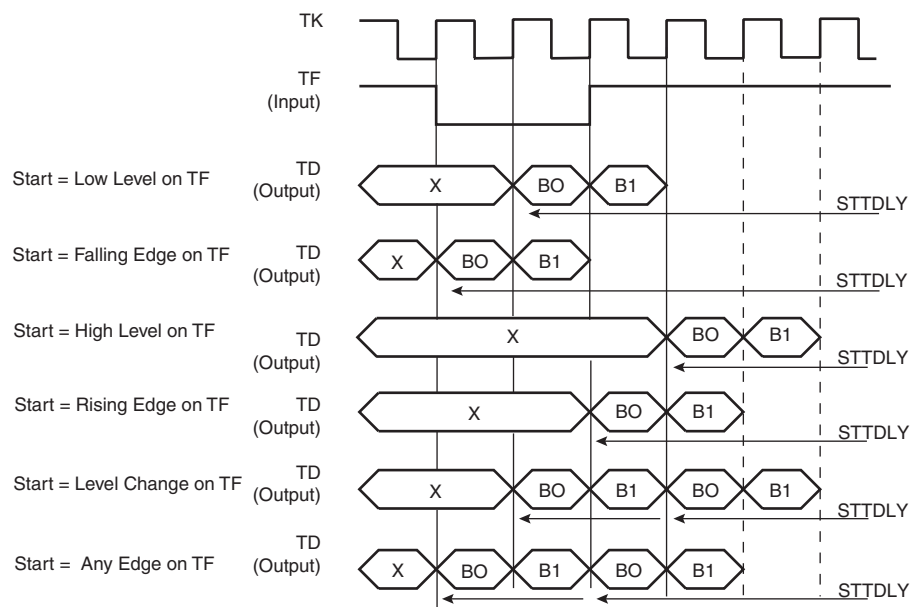 TK
TF
(Input)
Start = Low Level on TF
TD
(Output)
X
BO
B1
STTDLY
Start = Falling Edge on TF
TD
(Output)
X
BO
B1
STTDLY
Start = High Level on TF
TD
(Output)
X
BO
B1
STTDLY
Start = Rising Edge on TF
TD
(Output)
X
BO
B1
STTDLY
Start = Level Change on TF
TD
(Output)
X
BO
B1
BO
B1
STTDLY
Start = Any Edge on TF
TD
(Output)
X
BO
B1
BO
B1
STTDLY